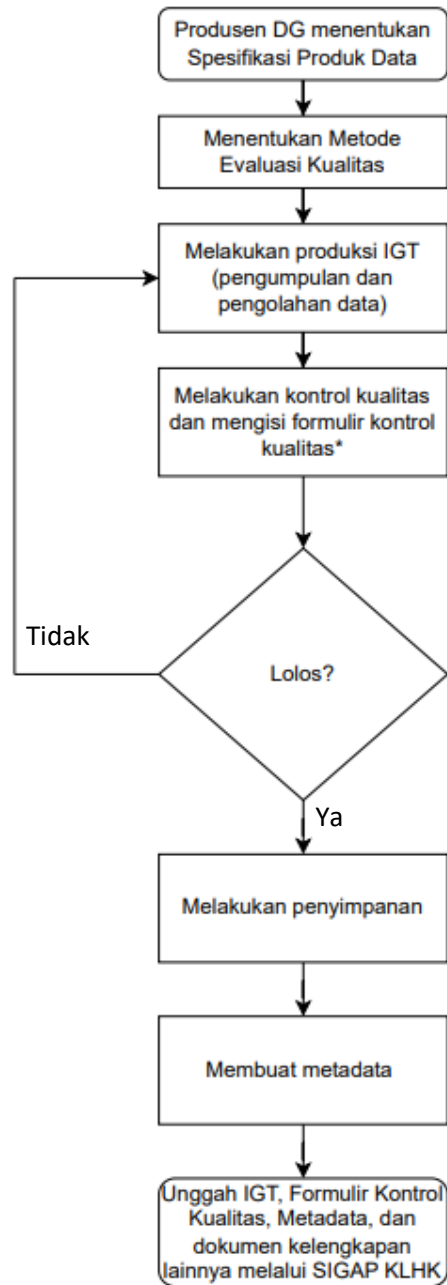 Produsen DG menentukan
Spesifikasi Produk Data
Menentukan Metode
Evaluasi Kualitas
Melakukan produksi IGT
(pengumpulan dan
pengolahan data)
Melakukan kontrol kualitas
dan mengisi formulir kontrol
kualitas*
Tidak
Lolos?
Ya
Melakukan penyimpanan
Membuat metadata
Unggah IGT, Formulir Kontrol
Kualitas, Metadata, dan
dokumen kelengkapan
lainnya melalui SIGAP KLHK